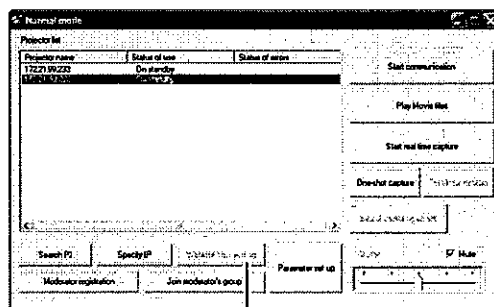 Normal mode
Projector list
Projector name Status of use Status of errors
172.21.99.233 On standby
Start communication
Play Movie files
Start real time capture
One-shot capture
Search PJ Specify IP
Parameter set up
Mute
Moderator registration Join moderator's group